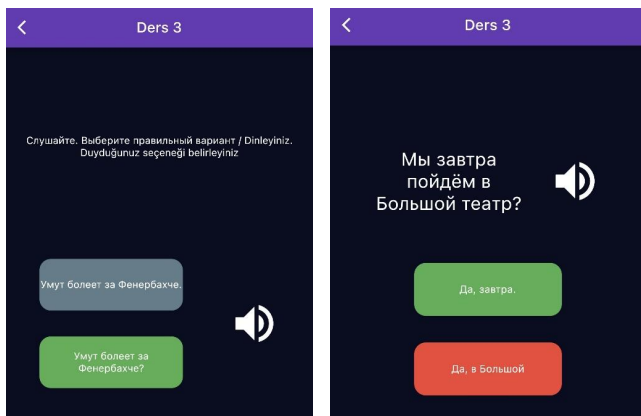 Ders 3
Слушайте. Выберите правильный вариант / Dinleyiniz.
Duyduğunuz seçeneği belirleyiniz
Умут болеет за Фенербахче.
Умут болеет за
Фенербахче?
Ders 3
Мы завтра
пойдём в
Большой театр?
Да, завтра.
Да, в Большой